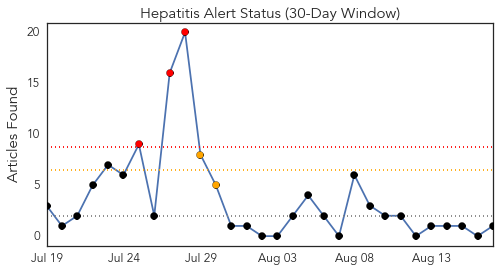 Hepatitis Alert Status (30-Day Window)
Articles Found
20
15
10
5
0
Jul 19 Jul 24 Jul 29 Aug 03 Aug 08 Aug 13